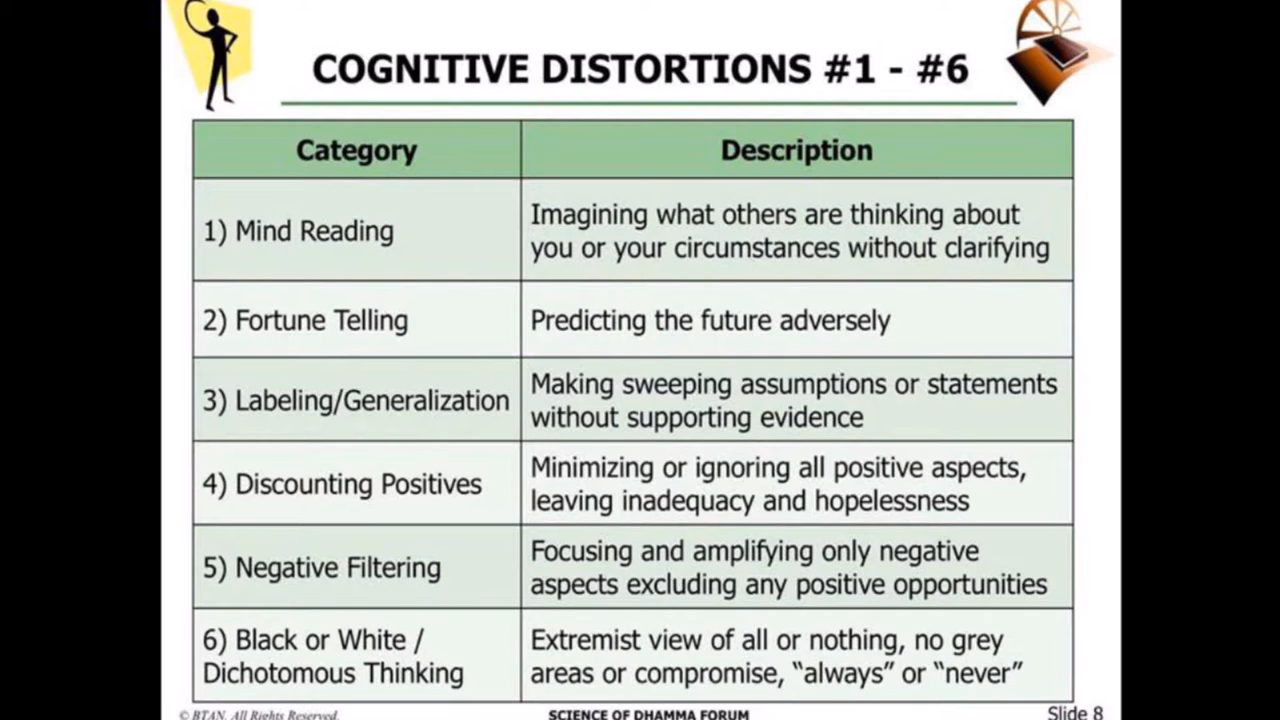 COGNITIVE DISTORTIONS #1 - #6
Category
Description
1) Mind Reading
Imagining what others are thinking about
you or your circumstances without clarifying
2) Fortune Telling
Predicting the future adversely
3) Labeling/Generalization
Making sweeping assumptions or statements
without supporting evidence
4) Discounting Positives
Minimizing or ignoring all positive aspects,
leaving inadequacy and hopelessness
5) Negative Filtering
Focusing and amplifying only negative
aspects excluding any positive opportunities
6) Black or White /
Dichotomous Thinking
Extremist view of all or nothing, no grey
areas or compromise, “always” or “never”
© BTAN. All Rights Reserved.
SCIENCE OF DHAMMA FORUM
Slide 8